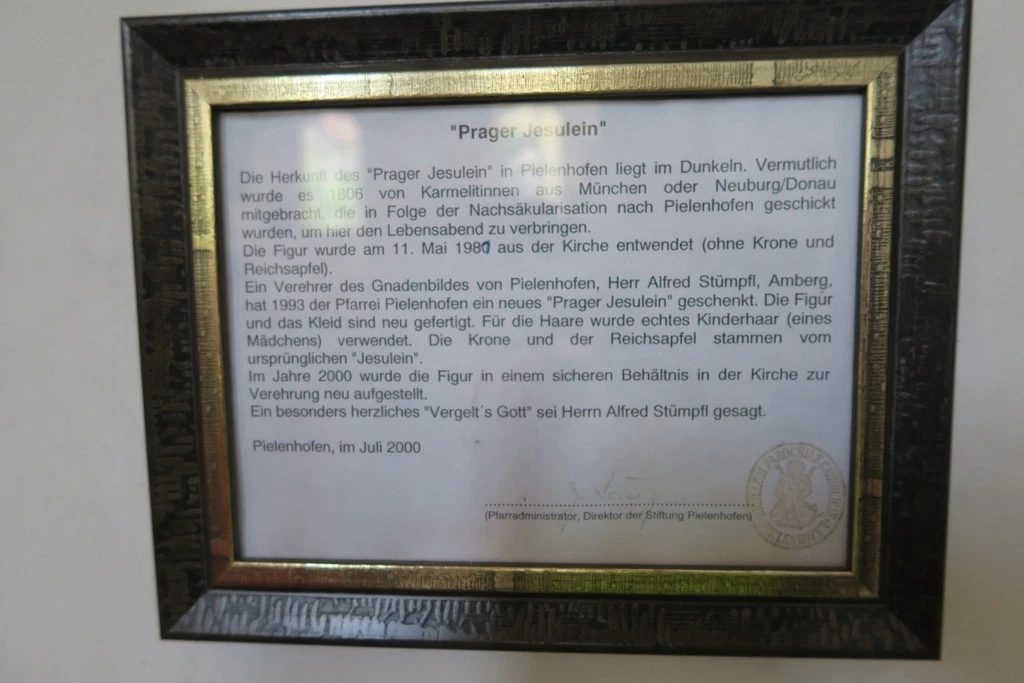 "Prager Jesulein"
Die Herkunft des "Prager Jesulein" in Pielenhofen liegt im Dunkeln. Vermutlich
wurde es 1806 von Karmelitinnen aus München oder Neuburg/Donau
mitgebracht, die in Folge der Nachsäkularisation nach Pielenhofen geschickt
wurden, um hier den Lebensabend zu verbringen.
Die Figur wurde am 11. Mai 1981 aus der Kirche entwendet (ohne Krone und
Reichsapfel).
Ein Verehrer des Gnadenbildes von Pielenhofen, Herr Alfred Stümpfl, Amberg,
hat 1993 der Pfarrei Pielenhofen ein neues "Prager Jesulein" geschenkt. Die Figur
und das Kleid sind neu gefertigt. Für die Haare wurde echtes Kinderhaar (eines
Mädchens) verwendet. Die Krone und der Reichsapfel stammen vom
ursprünglichen "Jesulein".
Im Jahre 2000 wurde die Figur in einem sicheren Behältnis in der Kirche zur
Verehrung neu aufgestellt.
Ein besonders herzliches "Vergelt´s Gott" sei Herrn Alfred Stümpfl gesagt.
Pielenhofen, im Juli 2000
(Pfarradministrator, Direktor der Stiftung Pielenhofen)